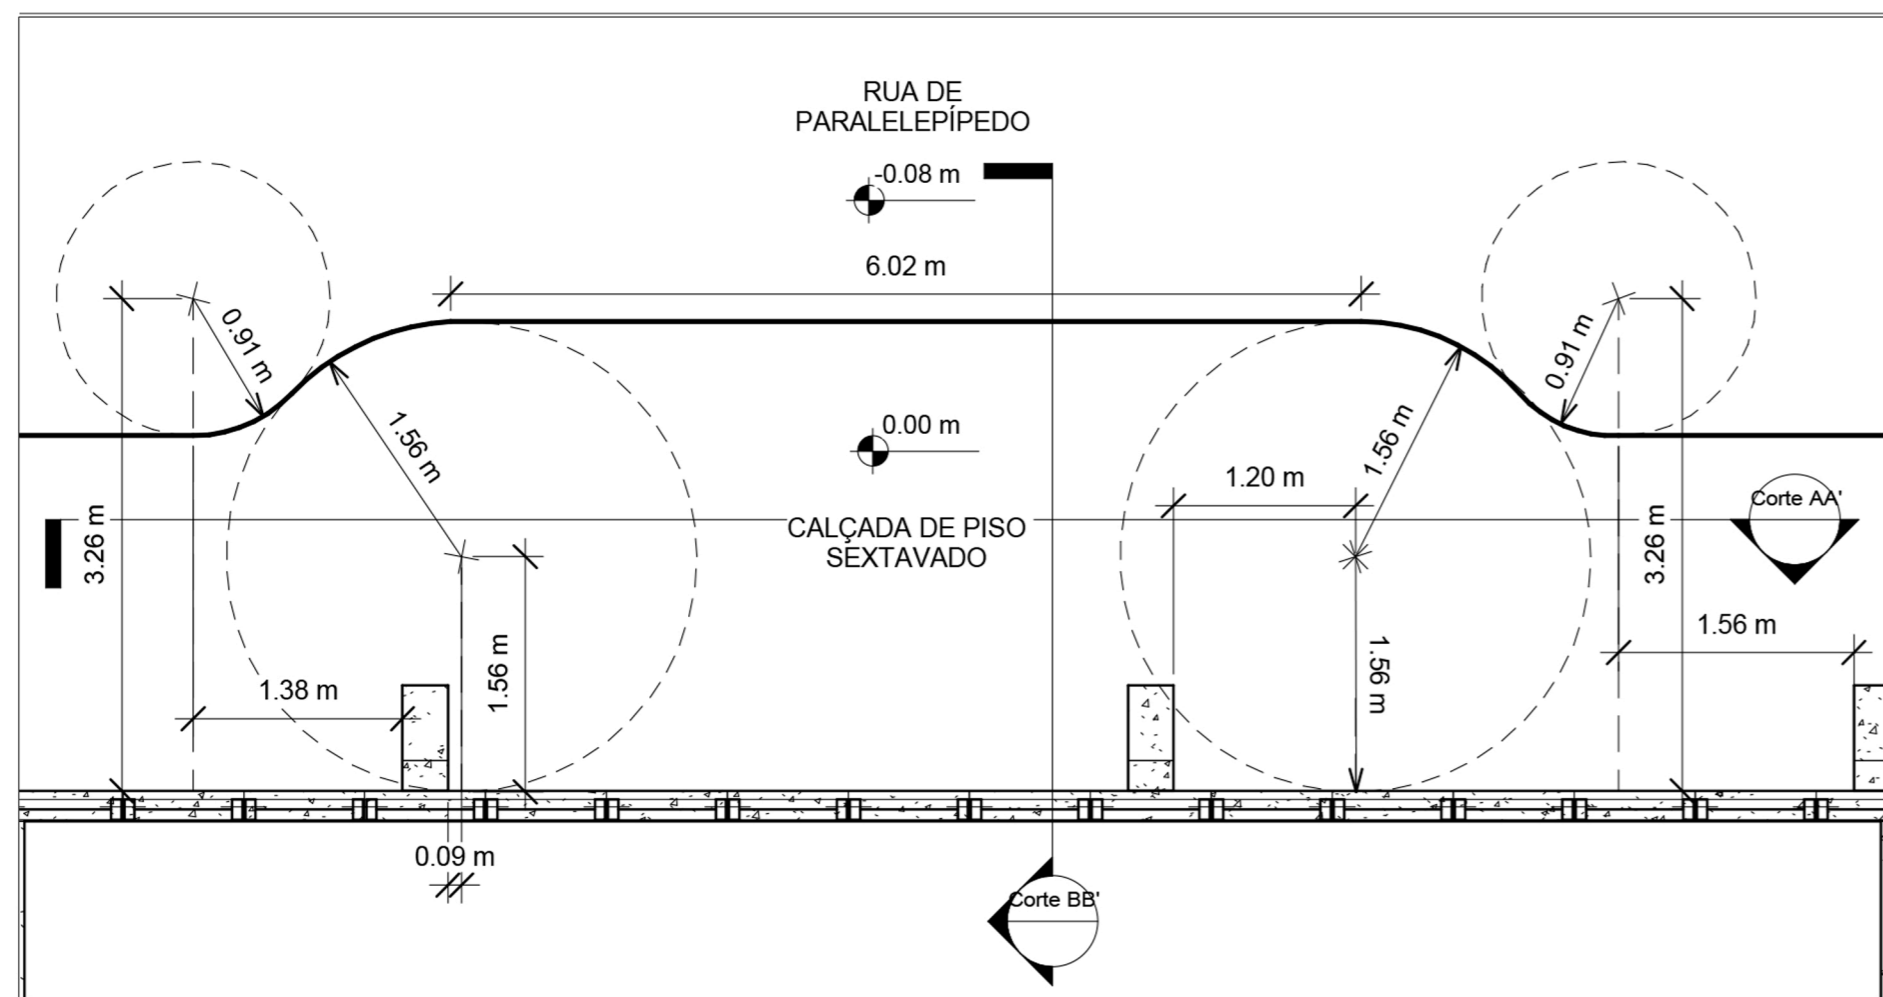 RUA DE
PARALELEPÍPEDO
-0.08 m
6.02 m
0.91 m
0.91 m
1.56 m
0.00 m
1.56 m
1.20 m
Corte AA'
CALÇADA DE PISO
SEXTAVADO
3.26 m
3.26 m
1.56 m
1.38 m
1.56 m
1.56 m
0.09 m
Corte BB'